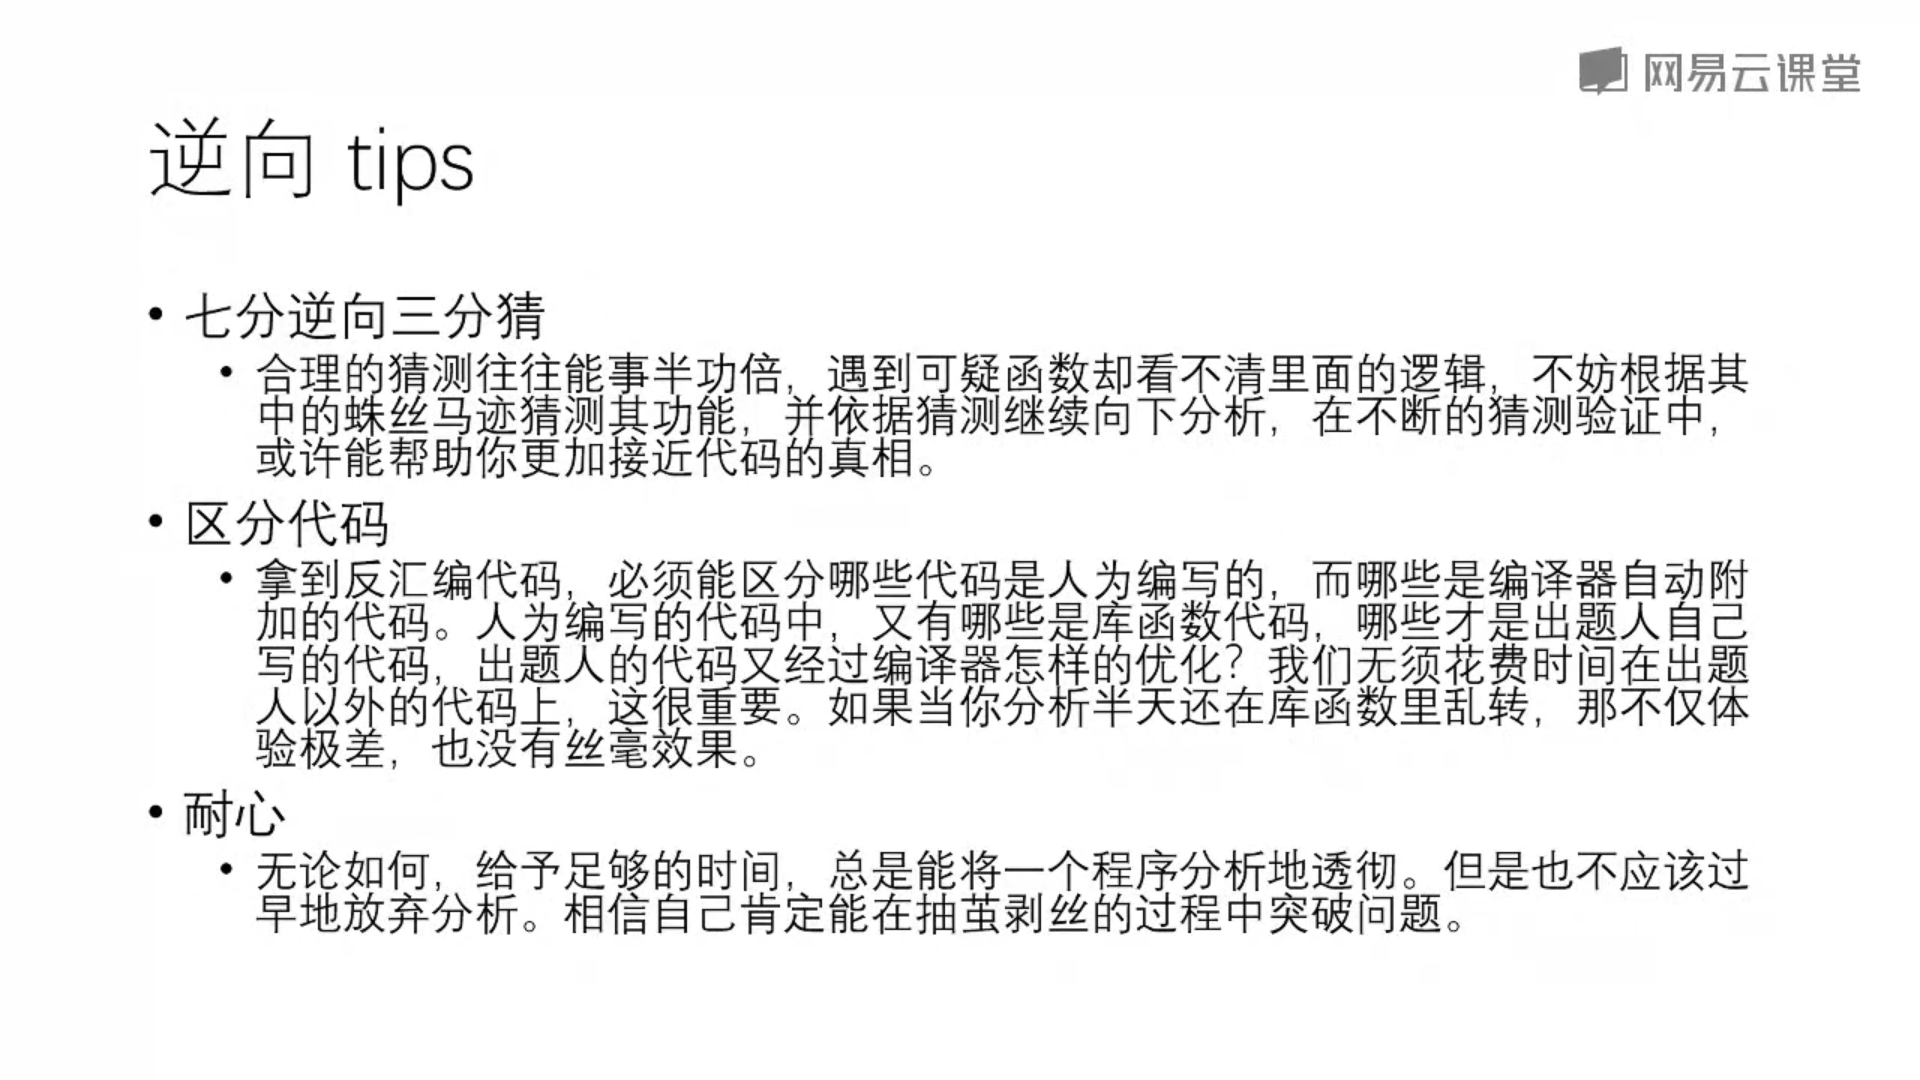 网易云课堂
逆向 tips
• 七分逆向三分猜
• 合理的猜测往往能事半功倍，遇到可疑函数却看不清里面的逻辑，不妨根据其
中的蛛丝马迹猜测其功能，并依据猜测继续向下分析，在不断的猜测验证中，
或许能帮助你更加接近代码的真相。
• 区分代码
• 拿到反汇编代码，必须能区分哪些代码是人为编写的，而哪些是编译器自动附
加的代码。人为编写的代码中，又有哪些是库函数代码，哪些才是出题人自己
写的代码，出题人的代码又经过编译器怎样的优化？我们无须花费时间在出题
人以外的代码上，这很重要。如果当你分析半天还在库函数里乱转，那不仅体
验极差，也没有丝毫效果。
• 耐心
• 无论如何，给予足够的时间，总是能将一个程序分析地透彻。但是也不应该过
早地放弃分析。相信自己肯定能在抽茧剥丝的过程中突破问题。